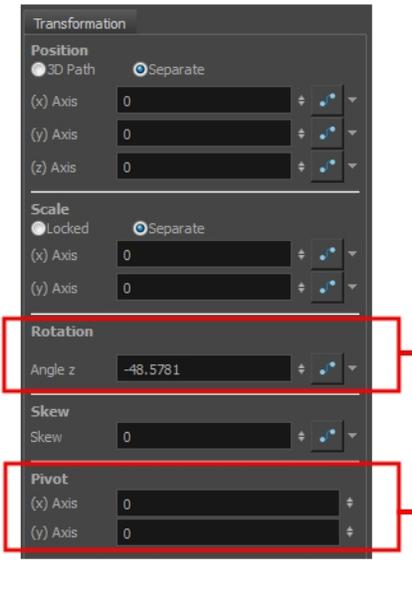 Transformation
Position
3D Path Separate
(x) Axis 0
(y) Axis 0
(z) Axis 0
Scale
Locked Separate
(x) Axis 0
(y) Axis 0
Rotation
Angle z -48.5781
Skew
Skew 0
Pivot
(x) Axis 0
(y) Axis 0